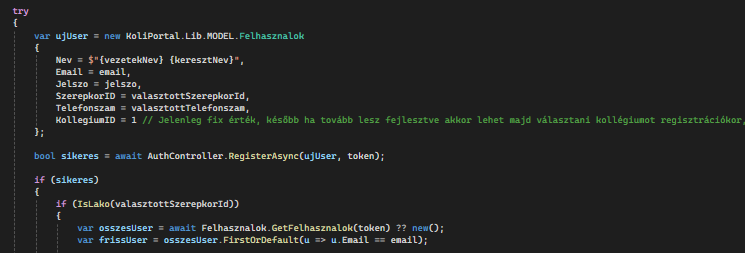 try
{
var ujUser = new KoliPortal.Lib.MODEL.Felhasznalok
{
Nev = $"{vezetekNev} {keresztNev}",
Email = email,
Jelszo = jelszo,
SzerepkorID = valasztottSzerepkorId,
Telefonszam = valasztottTelefonszam,
KollegiumID = 1 // Jelenleg fix érték, később ha tovább lesz fejlesztve akkor lehet majd választani kollégiumot regisztrációkor,
};
bool sikeres = await AuthController.RegisterAsync(ujUser, token);
if (sikeres)
{
if (IsLako(valasztottSzerepkorId))
{
var osszesUser = await Felhasznalok.GetFelhasznalok(token) ?? new();
var frissUser = osszesUser.FirstOrDefault(u => u.Email == email);